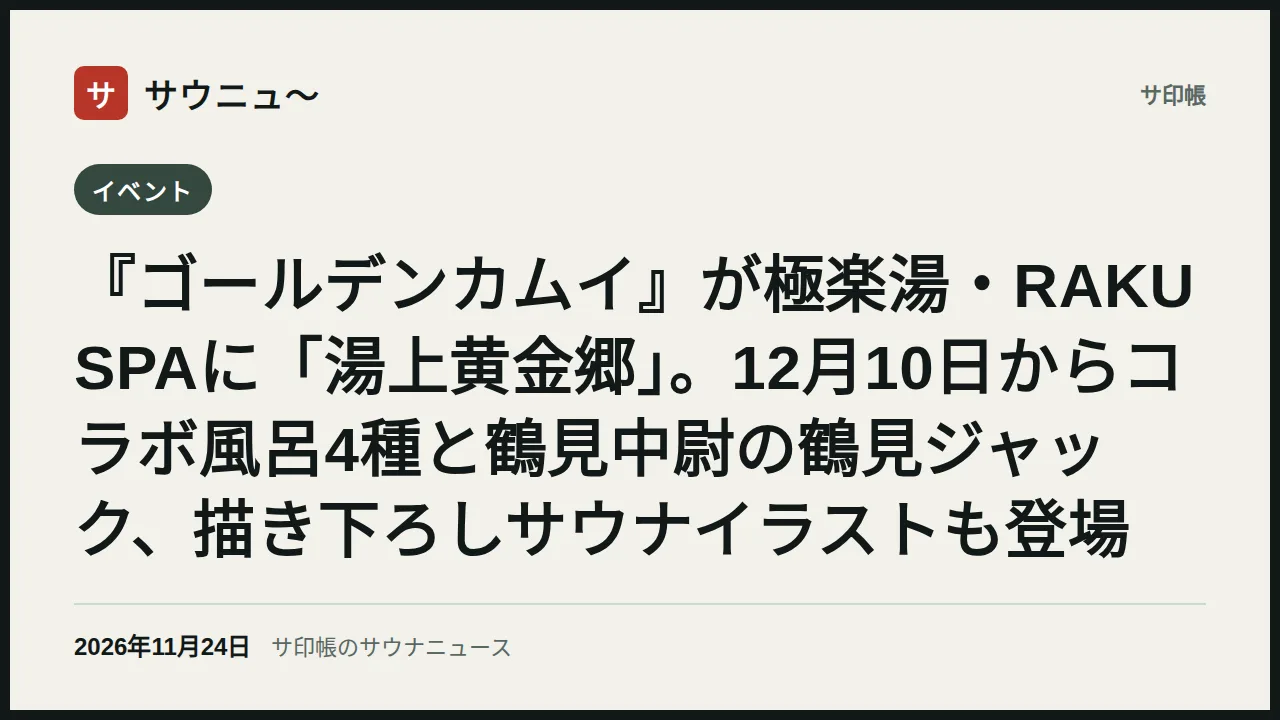 サ サウニュ〜
サ印帳
イベント
『ゴールデンカムイ』が極楽湯・RAKU
SPAに「湯上黄金郷」。12月10日からコ
ラボ風呂4種と鶴見中尉の鶴見ジャッ
ク、描き下ろしサウナイラストも登場
2026年11月24日 サ印帳のサウナニュース